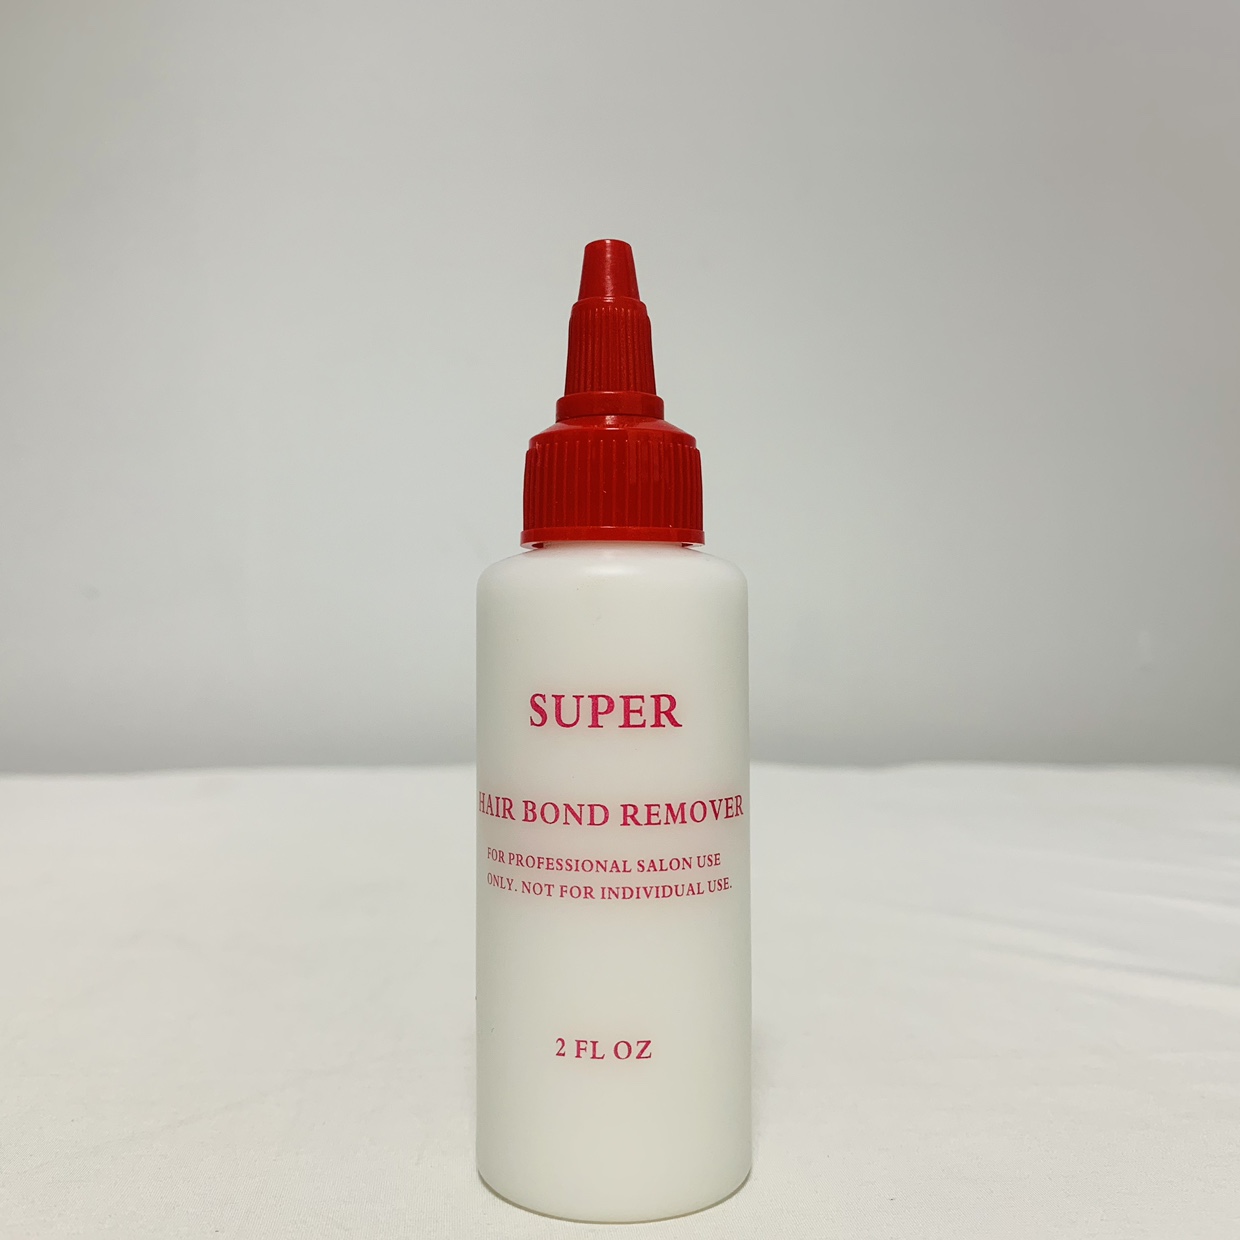 SUPER
HAIR BOND REMOVER
FOR PROFESSIONAL SALON USE
ONLY. NOT FOR INDIVIDUAL USE.
2 FL OZ